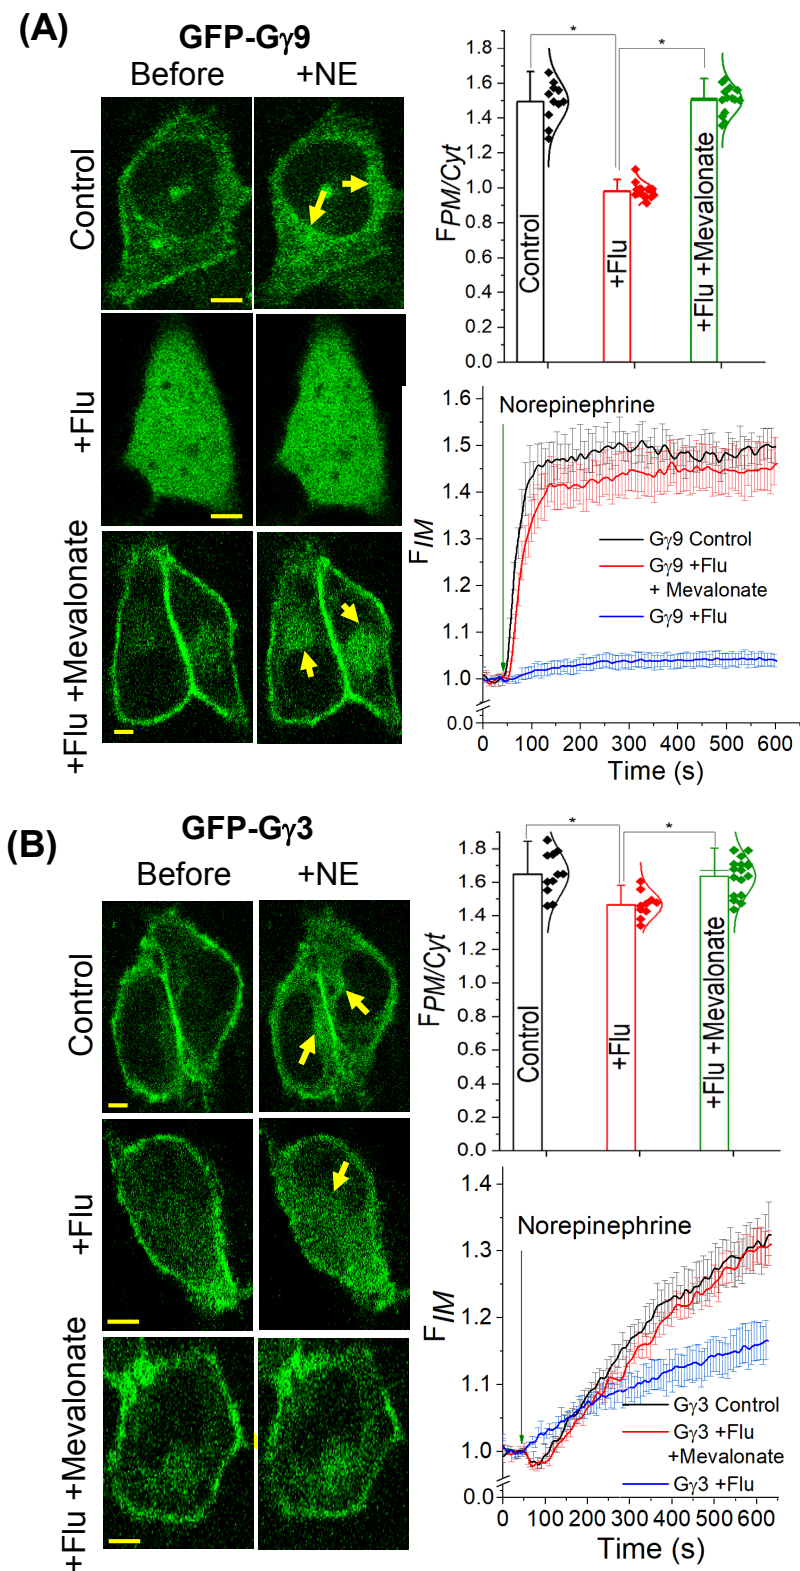 (A)
GFP-Gγ9
Before
+NE
Control
+Flu
+Flu +Mevalonate
F_PM/Cyt
1.8
1.6
1.4
1.2
1.0
0.8
0.6
0.4
0.2
0.0
*
*
Control
+Flu
+Flu +Mevalonate
F_IM
1.6
1.5
1.4
1.3
1.2
1.1
1.0
0.0
Norepinephrine
Gγ9 Control
Gγ9 +Flu
+ Mevalonate
Gγ9 +Flu
0 100 200 300 400 500 600
Time (s)
(B)
GFP-Gγ3
Before
+NE
Control
+Flu
+Flu +Mevalonate
F_PM/Cyt
1.8
1.6
1.4
1.2
1.0
0.8
0.6
0.4
0.2
0.0
*
*
Control
+Flu
+Flu +Mevalonate
F_IM
1.4
1.3
1.2
1.1
1.0
0.0
Norepinephrine
Gγ3 Control
Gγ3 +Flu
+Mevalonate
Gγ3 +Flu
0 100 200 300 400 500 600
Time (s)